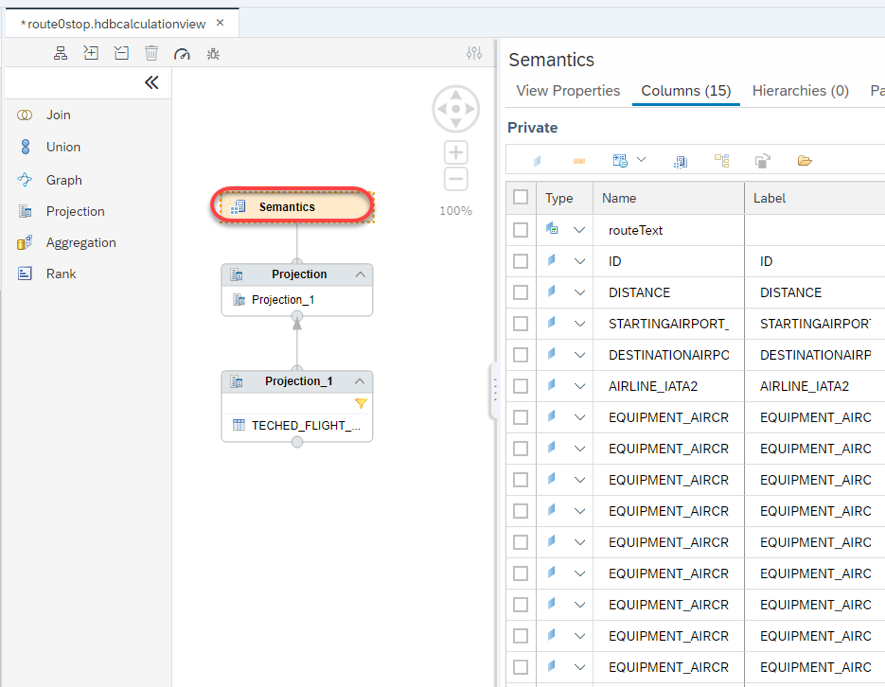 *route0stop.hdbcalculationview ×
Join
Union
Graph
Projection
Aggregation
Rank
100%
Semantics
Projection
Projection_1
Projection_1
TECHED_FLIGHT_...
Semantics
View Properties Columns (15) Hierarchies (0) Pa
Private
Type Name Label
routeText
ID ID
DISTANCE DISTANCE
STARTINGAIRPORT_ STARTINGAIRPORT
DESTINATIONAIRPO DESTINATIONAIRP
AIRLINE_IATA2 AIRLINE_IATA2
EQUIPMENT_AIRCR EQUIPMENT_AIRC
EQUIPMENT_AIRCR EQUIPMENT_AIRC
EQUIPMENT_AIRCR EQUIPMENT_AIRC
EQUIPMENT_AIRCR EQUIPMENT_AIRC
EQUIPMENT_AIRCR EQUIPMENT_AIRC
EQUIPMENT_AIRCR EQUIPMENT_AIRC
EQUIPMENT_AIRCR EQUIPMENT_AIRC
EQUIPMENT_AIRCR EQUIPMENT_AIRC
EQUIPMENT_AIRCR EQUIPMENT_AIRC